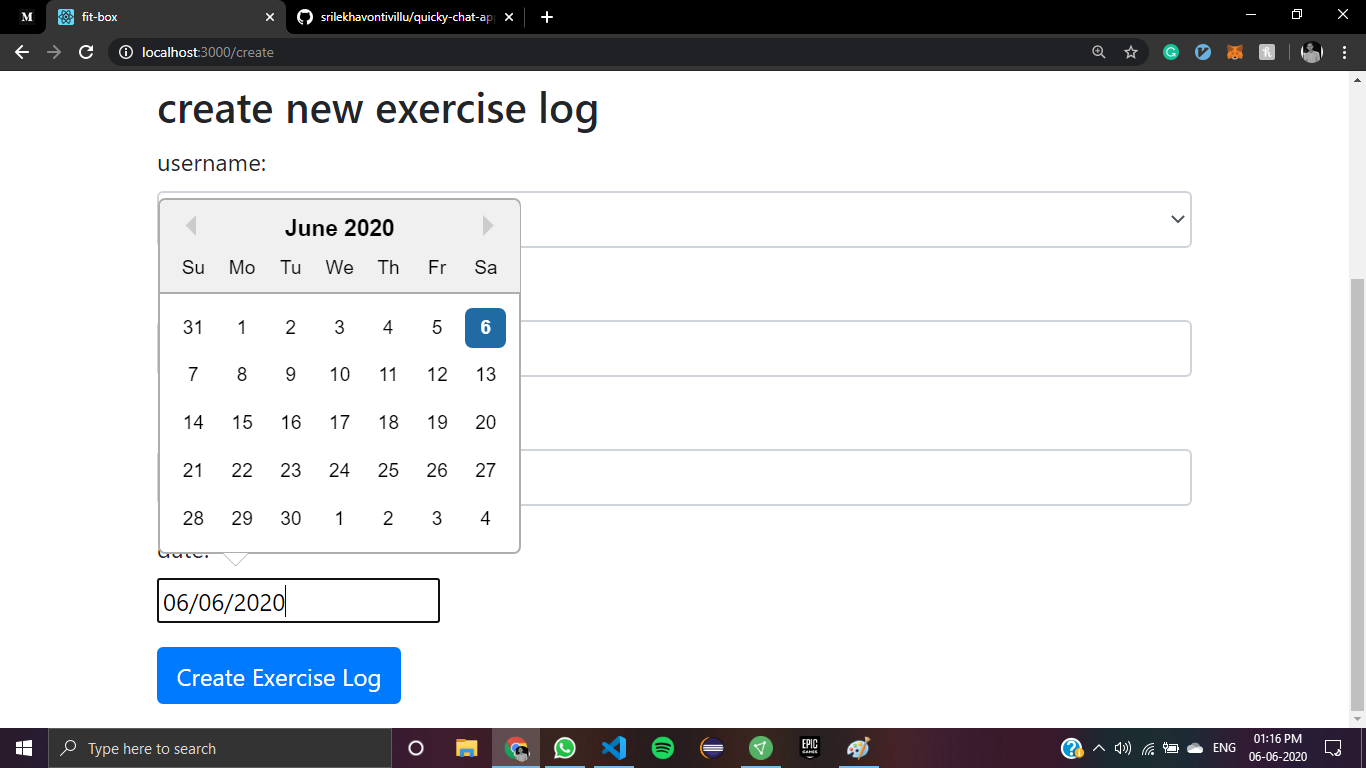 M
fit-box
srilekhavontivillu/quicky-chat-app
localhost:3000/create
create new exercise log
username:
June 2020
Su Mo Tu We Th Fr Sa
31 1 2 3 4 5 6
7 8 9 10 11 12 13
14 15 16 17 18 19 20
21 22 23 24 25 26 27
28 29 30 1 2 3 4
date:
06/06/2020
Create Exercise Log
Type here to search
EPIC
GAMES
ENG
01:16 PM
06-06-2020